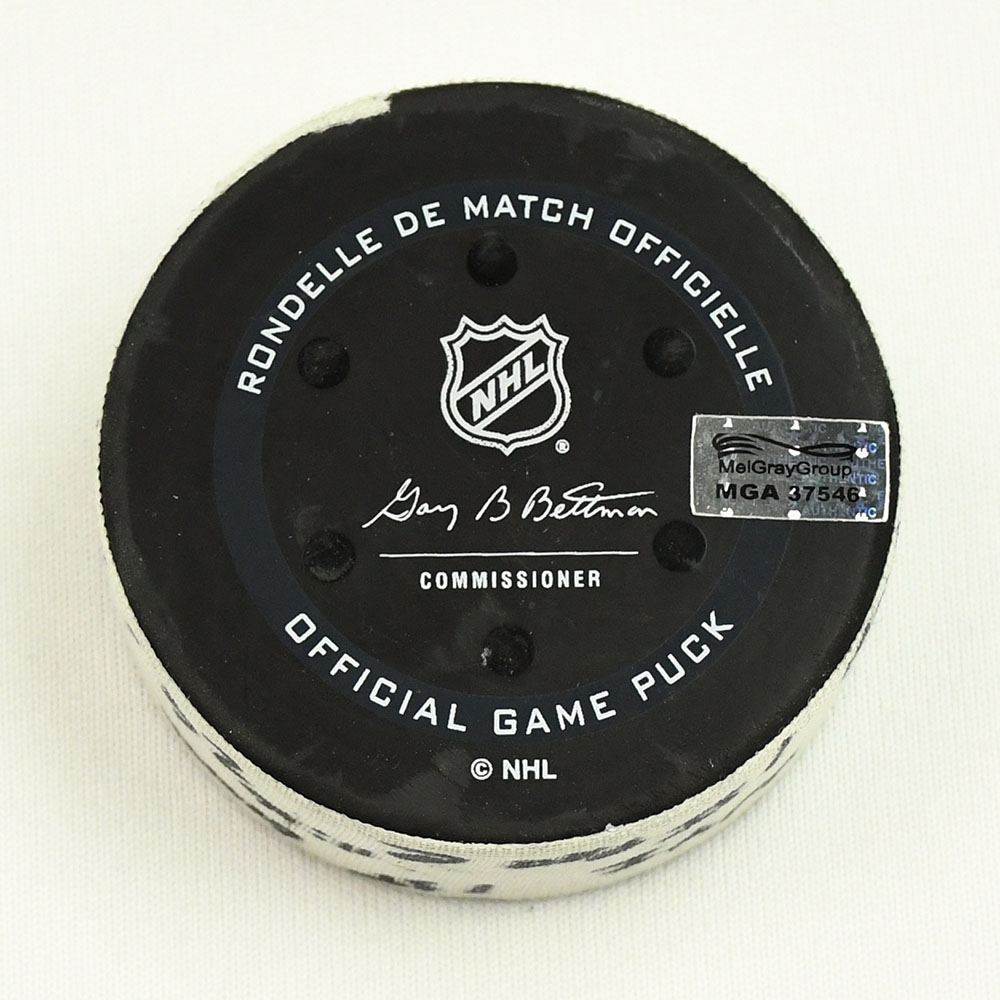 RONDELLE DE MATCH OFFICIELLE
NHL
®
Gary B Bettman
COMMISSIONER
MeiGrayGroup
MGA 37546
OFFICIAL GAME PUCK
© NHL